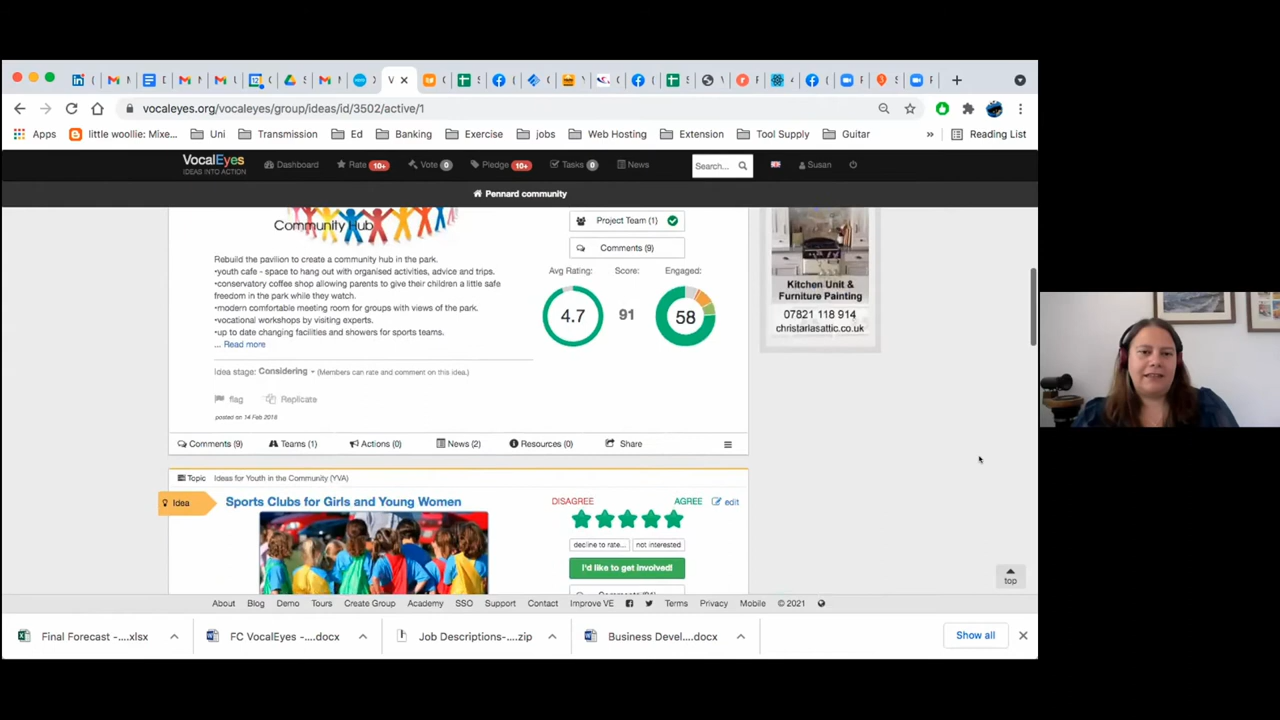 vocaleyes.org/vocaleyes/group/ideas/id/3502/active/1
Apps little woollie: Mixe... Uni Transmission Ed Banking Exercise jobs Web Hosting Extension Tool Supply Guitar » Reading List
VocalEyes Dashboard Rate 10+ Vote 0 Pledge 10+ Tasks 0 News Search... Susan
IDEAS INTO ACTION
Pennard community
Community Hub
Project Team (1)
Comments (9)
Rebuild the pavilion to create a community hub in the park.
•youth cafe - space to hang out with organised activities, advice and trips.
•conservatory coffee shop allowing parents to give their children a little safe
freedom in the park while they watch.
•modern comfortable meeting room for groups with views of the park.
•vocational workshops by visiting experts.
•up to date changing facilities and showers for sports teams.
... Read more
Avg Rating: Score: Engaged:
4.7 91 58
Idea stage: Considering (Members can rate and comment on this idea.)
flag Replicate
posted on 14 Feb 2018
Comments (9) Teams (1) Actions (0) News (2) Resources (0) Share
Kitchen Unit &
Furniture Painting
07821 118 914
christarlasattic.co.uk
Topic Ideas for Youth in the Community (YVA)
Idea Sports Clubs for Girls and Young Women
DISAGREE AGREE edit
decline to rate... not interested
I'd like to get involved!
top
About Blog Demo Tours Create Group Academy SSO Support Contact Improve VE Terms Privacy Mobile © 2021
Final Forecast -....xlsx FC VocalEyes -....docx Job Descriptions-....zip Business Devel....docx Show all